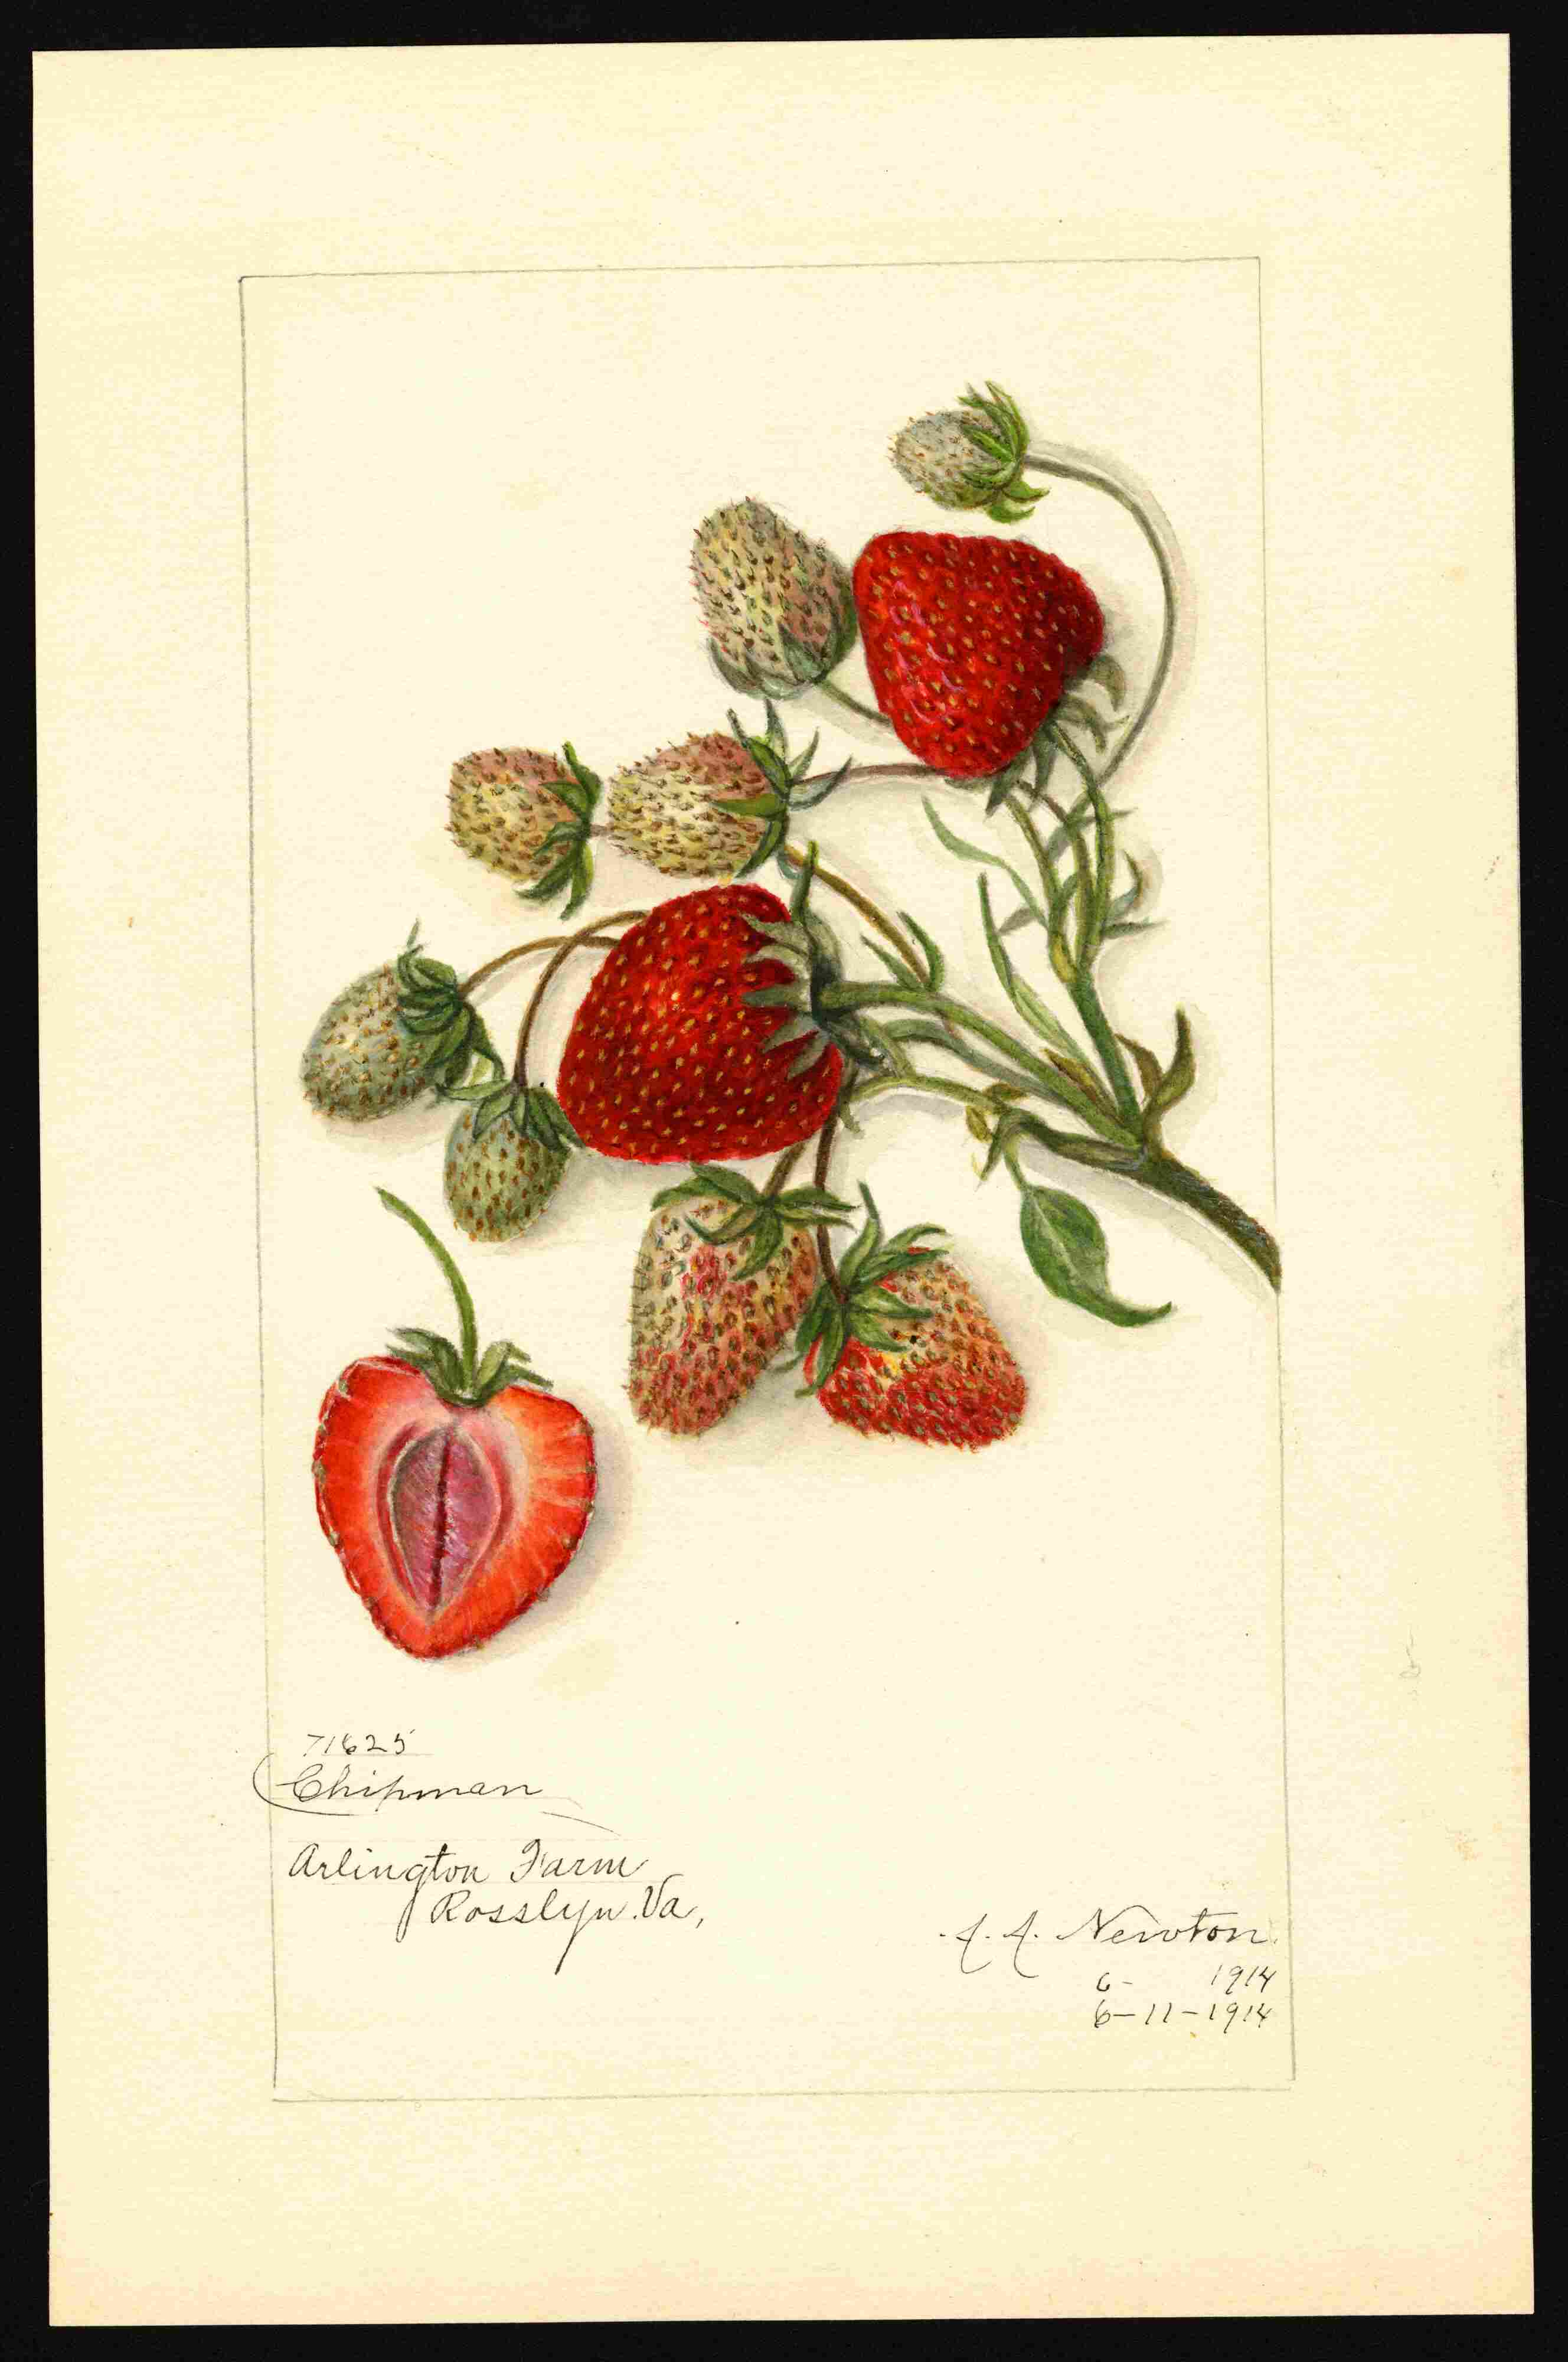 71625
Chipman
Arlington Farm
Rosslyn. Va,
A. A. Newton.
6- 1914
6-11-1914